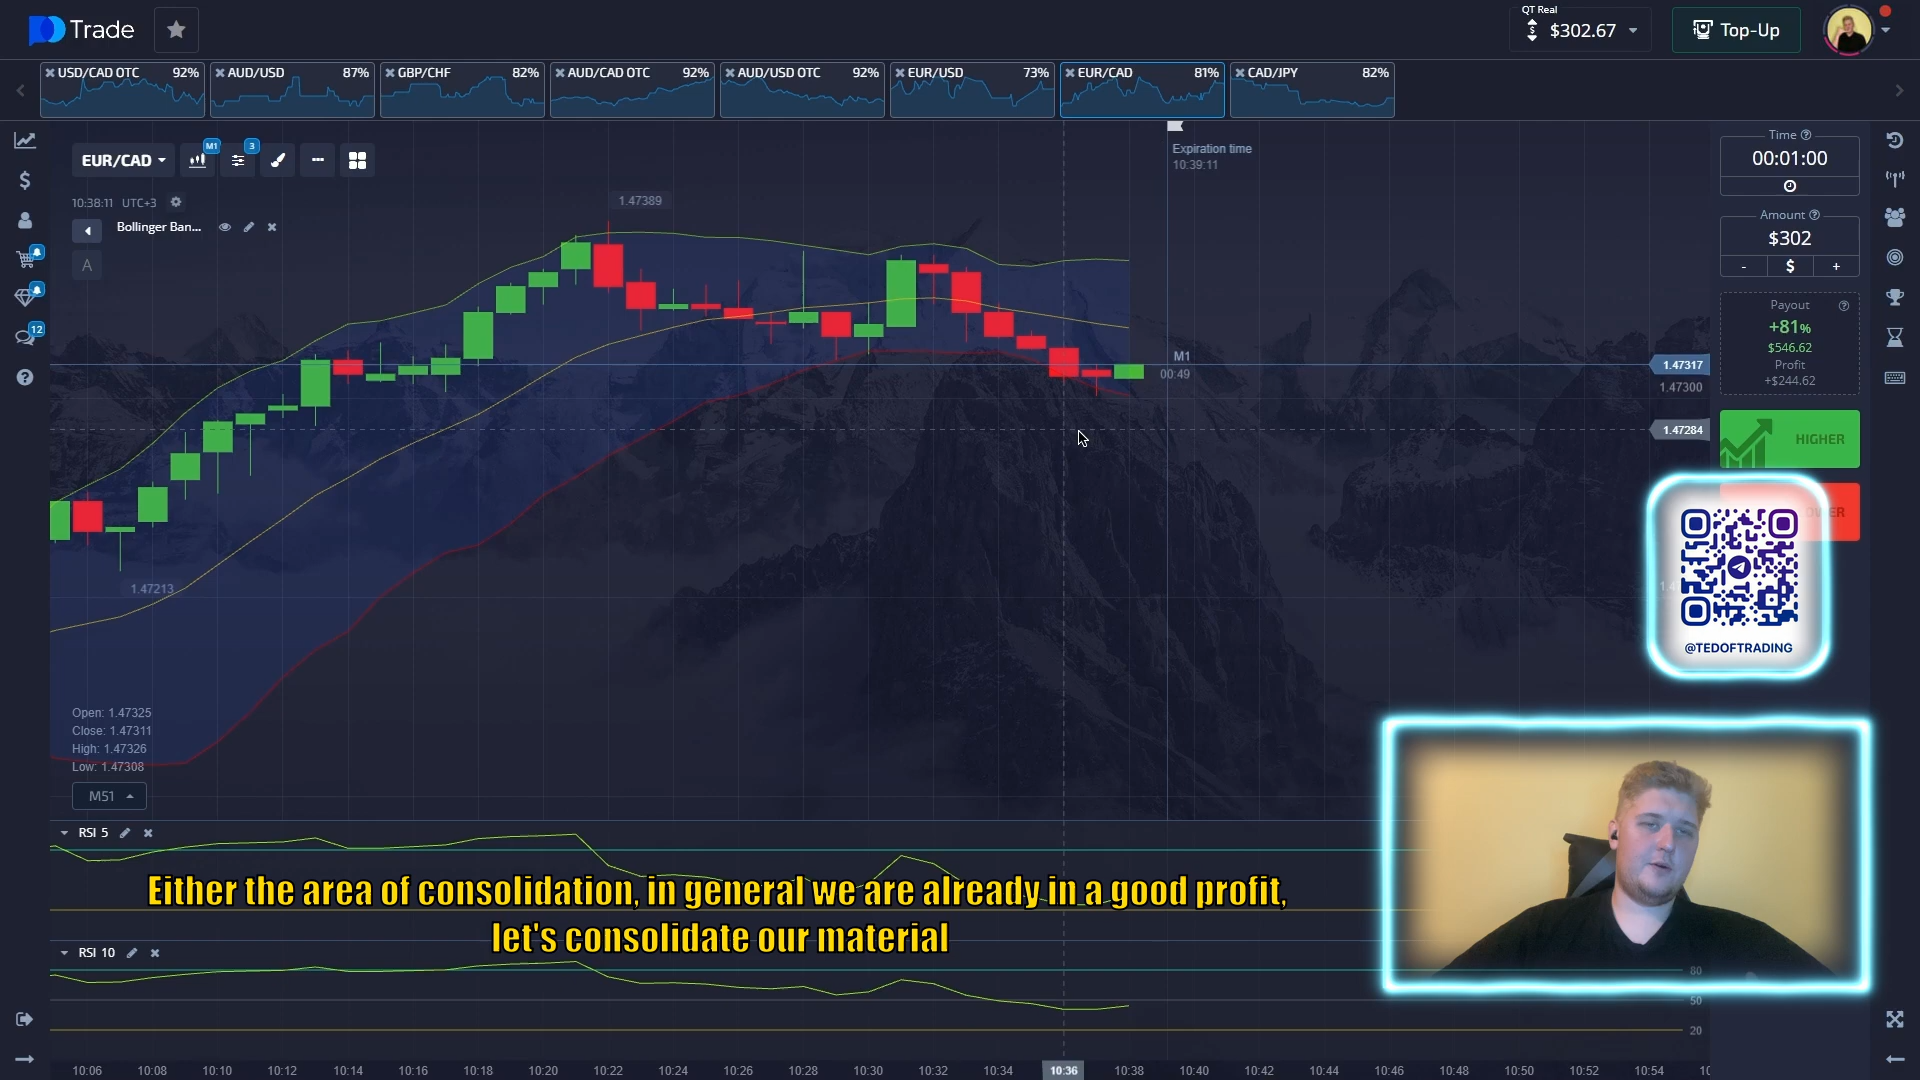 Trade
QT Real
$302.67
Top-Up
USD/CAD OTC 92%
AUD/USD 87%
GBP/CHF 82%
AUD/CAD OTC 92%
AUD/USD OTC 92%
EUR/USD 73%
EUR/CAD 81%
CAD/JPY 82%
EUR/CAD
M1
3
Expiration time
10:39:11
10:38:11 UTC+3
1.47389
Bollinger Ban...
A
12
M1
00:49
1.47317
1.47300
1.47284
1.47213
Time
00:01:00
Amount
$302
- $ +
Payout
+81%
$546.62
Profit
+$244.62
HIGHER
@TEDOFTRADING
Open: 1.47325
Close: 1.47311
High: 1.47326
Low: 1.47308
M51
RSI 5
Either the area of consolidation, in general we are already in a good profit,
let's consolidate our material
RSI 10
80
50
20
10:06 10:08 10:10 10:12 10:14 10:16 10:18 10:20 10:22 10:24 10:26 10:28 10:30 10:32 10:34 10:36 10:38 10:40 10:42 10:44 10:46 10:48 10:50 10:52 10:54